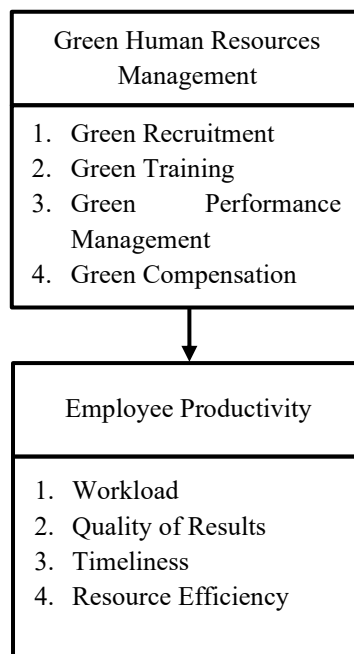 Green Human Resources
Management
1. Green Recruitment
2. Green Training
3. Green Performance
Management
4. Green Compensation
Employee Productivity
1. Workload
2. Quality of Results
3. Timeliness
4. Resource Efficiency